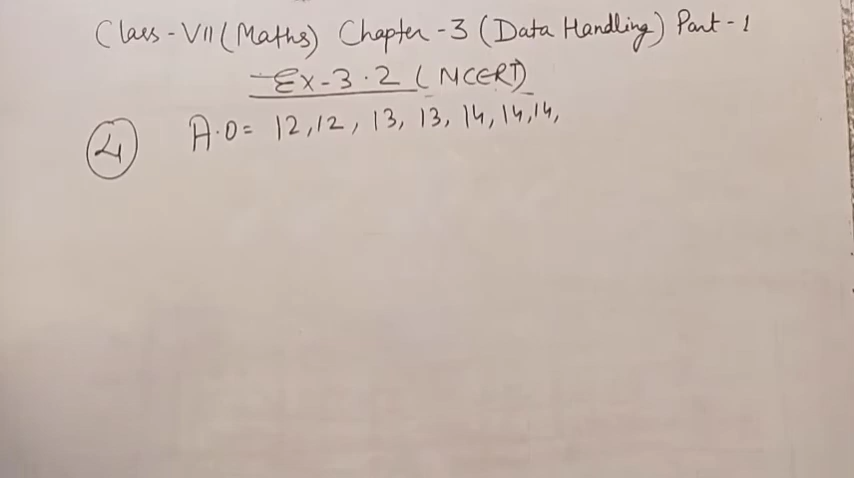 Class - VII (Maths) Chapter - 3 (Data Handling) Part - 1
Ex - 3.2 (NCERT)
4 A.O = 12, 12, 13, 13, 14, 14, 14,